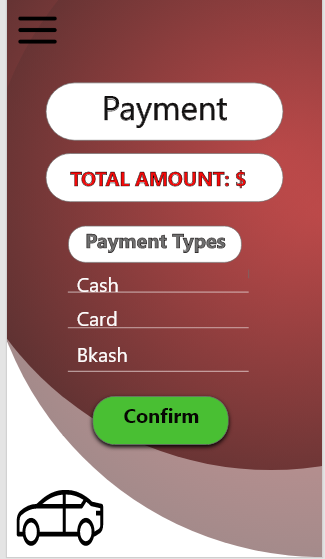 Payment
TOTAL AMOUNT: $
Payment Types
Cash
Card
Bkash
Confirm